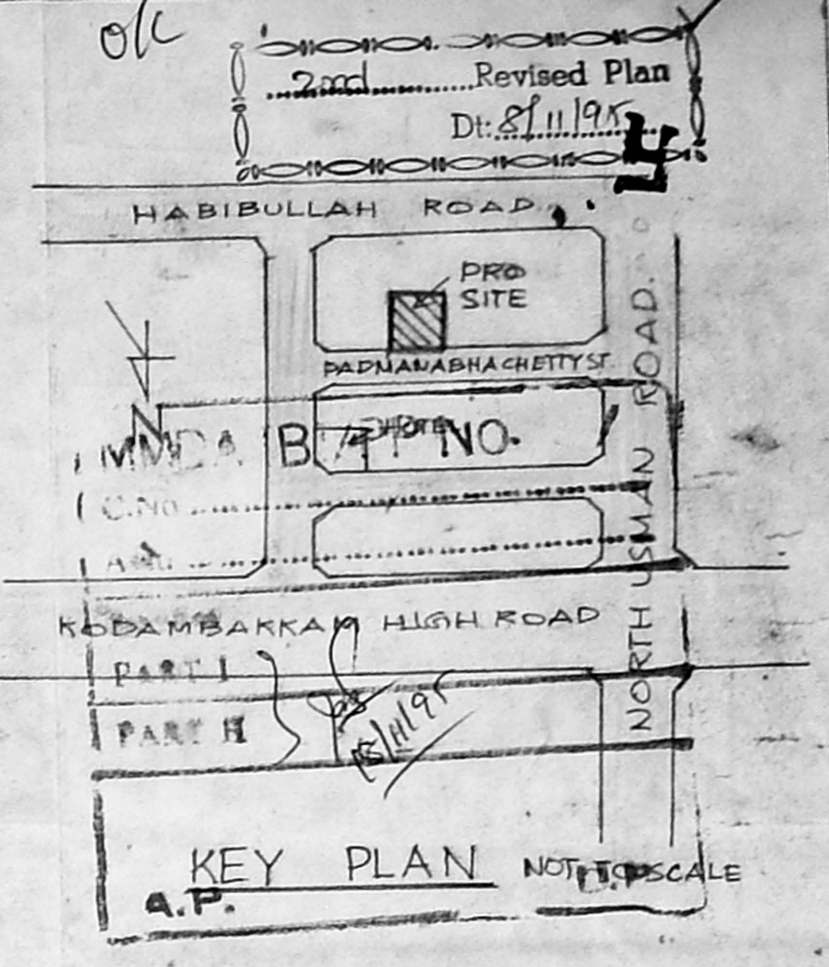 o/c
2nd Revised Plan
Dt: 8/11/95
HABIBULLAH ROAD.
PRO
SITE
PADMANABHA CHETTY ST.
NORTH USMAN ROAD.
N
MMDA NO.
C.No
KODAMBAKKAM HIGH ROAD
PART I
PART II
KEY PLAN NOT TO SCALE
A.P.